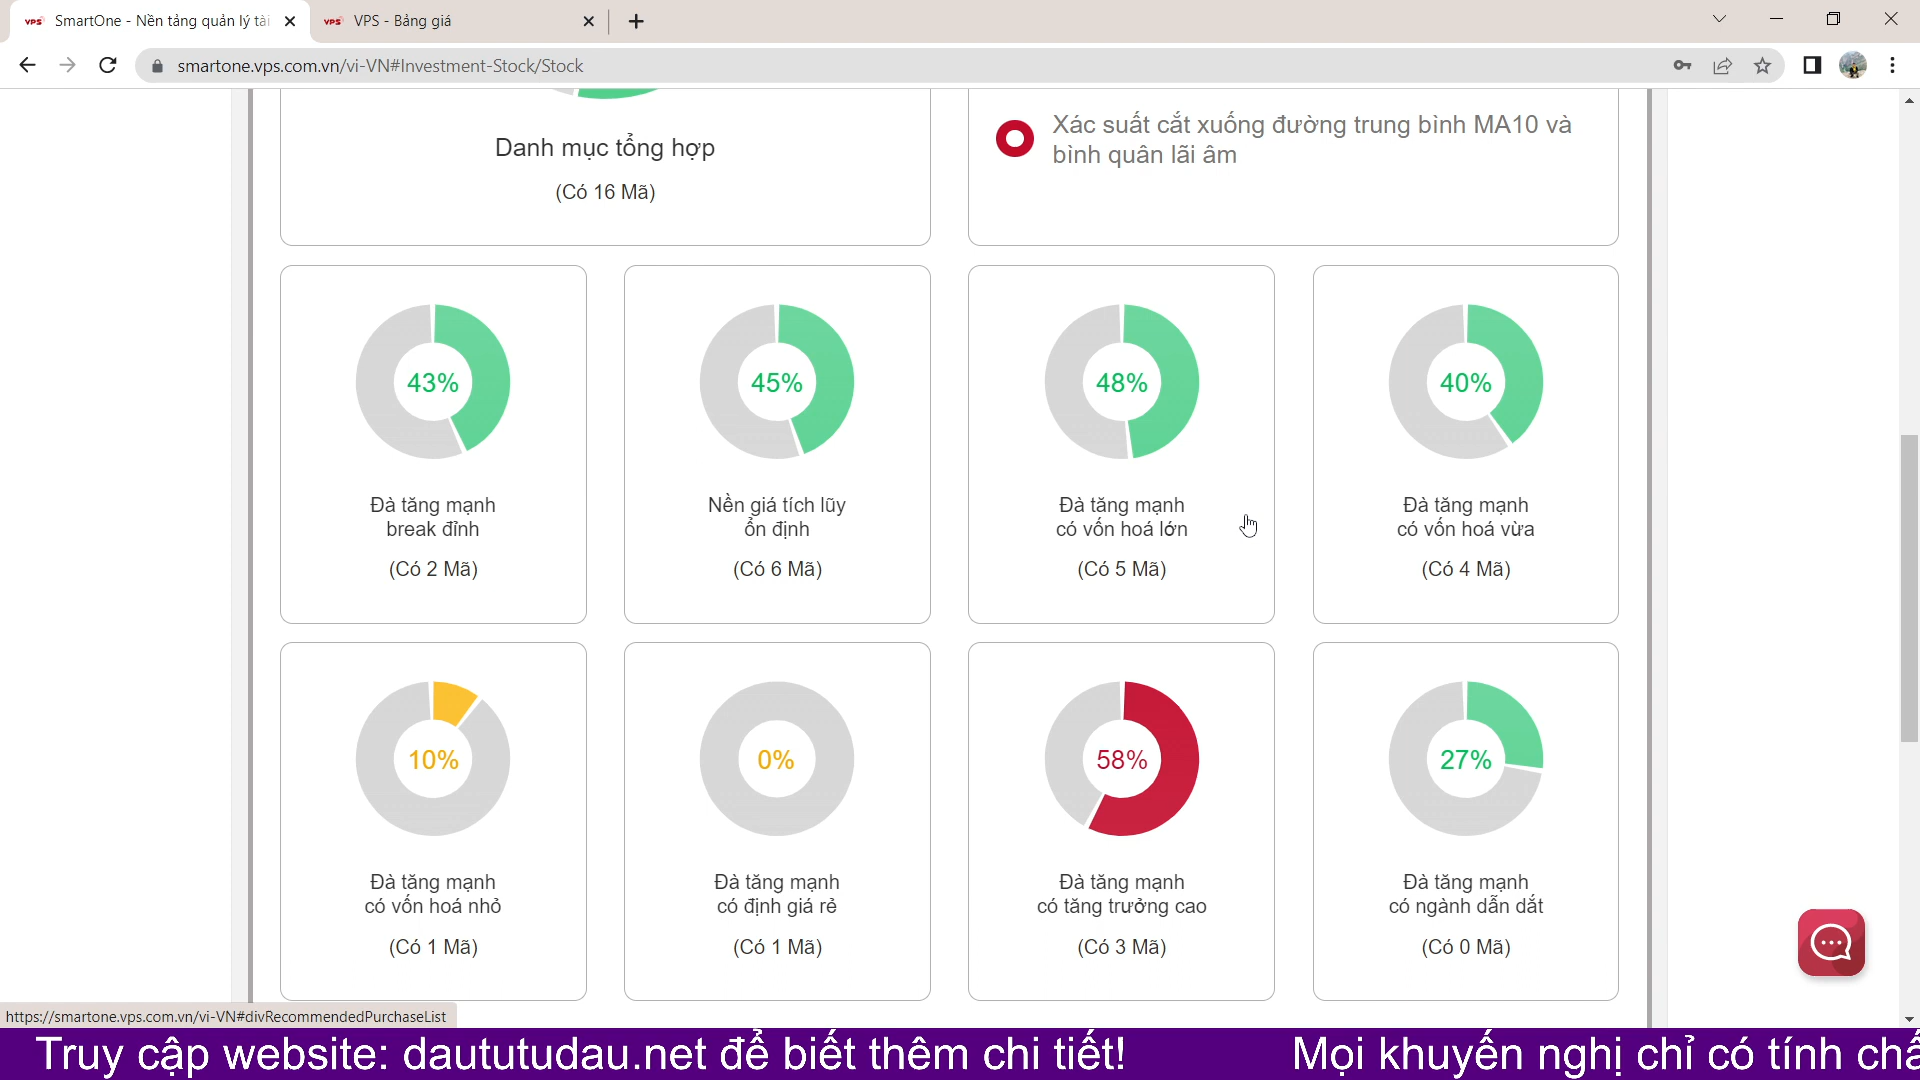 VPS SmartOne - Nền tảng quản lý tài
VPS VPS - Bảng giá
smartone.vps.com.vn/vi-VN#Investment-Stock/Stock
Danh mục tổng hợp
(Có 16 Mã)
Xác suất cắt xuống đường trung bình MA10 và
bình quân lãi âm
43%
Đà tăng mạnh
break đỉnh
(Có 2 Mã)
45%
Nền giá tích lũy
ổn định
(Có 6 Mã)
48%
Đà tăng mạnh
có vốn hoá lớn
(Có 5 Mã)
40%
Đà tăng mạnh
có vốn hoá vừa
(Có 4 Mã)
10%
Đà tăng mạnh
có vốn hoá nhỏ
(Có 1 Mã)
0%
Đà tăng mạnh
có định giá rẻ
(Có 1 Mã)
58%
Đà tăng mạnh
có tăng trưởng cao
(Có 3 Mã)
27%
Đà tăng mạnh
có ngành dẫn dắt
(Có 0 Mã)
https://smartone.vps.com.vn/vi-VN#divRecommendedPurchaseList
Truy cập website: daututudau.net để biết thêm chi tiết! Mọi khuyến nghị chỉ có tính chấ